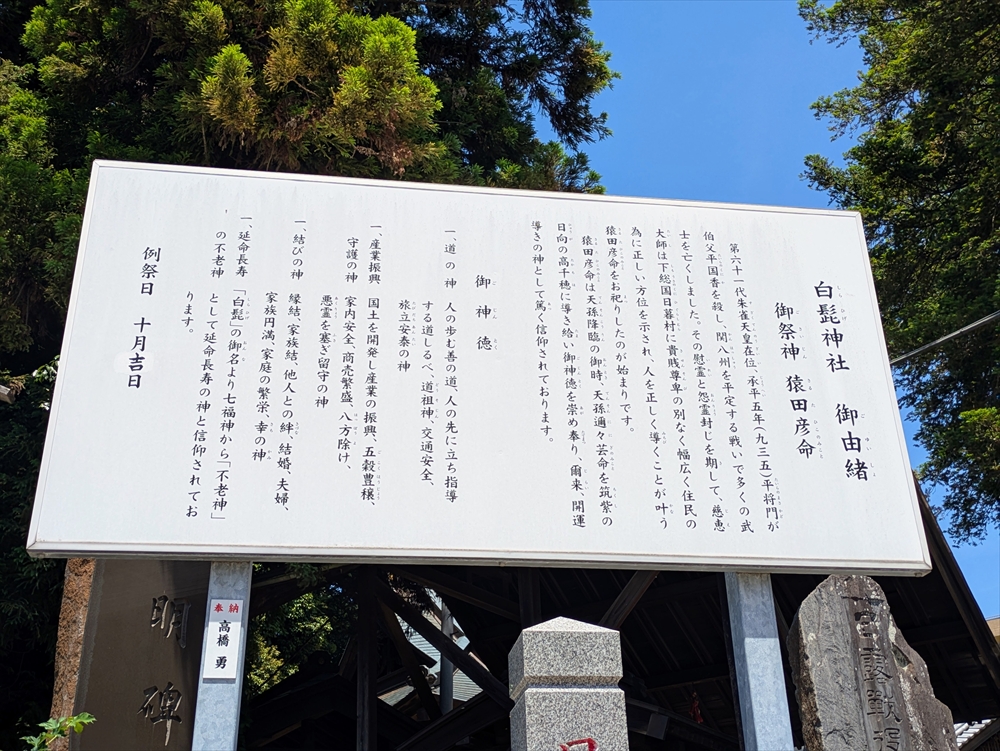 白髭神社 御由緒
御祭神 猿田彦命
第六十一代朱雀天皇在位、承平五年(九三五)平将門が
伯父平国香を殺し、関八州を平定する戦いで多くの武
士を亡くしました。その慰霊と怨霊封じを期して、慈恵
大師は下総国日暮村に貴賎尊卑の別なく幅広く住民の
為に正しい方位を示され、人を正しく導くことが叶う
猿田彦命をお祀りしたのが始まりです。
猿田彦命は天孫降臨の御時、天孫邇々芸命を筑紫の
日向の高千穂に導き給い御神徳を崇め奉り、爾来、開運
導きの神として篤く信仰されております。
御神徳
一、道の神 人の歩む善の道、人の先に立ち指導
する道しるべ、道祖神、交通安全、
旅立安泰の神
一、産業振興 国土を開発し産業の振興、五穀豊穣、
守護の神 家内安全、商売繁盛、八方除け、
悪霊を塞ぎ留守の神
一、結びの神 縁結、家族結、他人との絆、結婚、夫婦、
家族円満、家庭の繁栄、幸の神
一、延命長寿 「白髭」の御名より七福神から「不老神」
の不老神 として延命長寿の神と信仰されてお
ります。
例祭日 十月吉日
奉納
高橋 勇
明碑